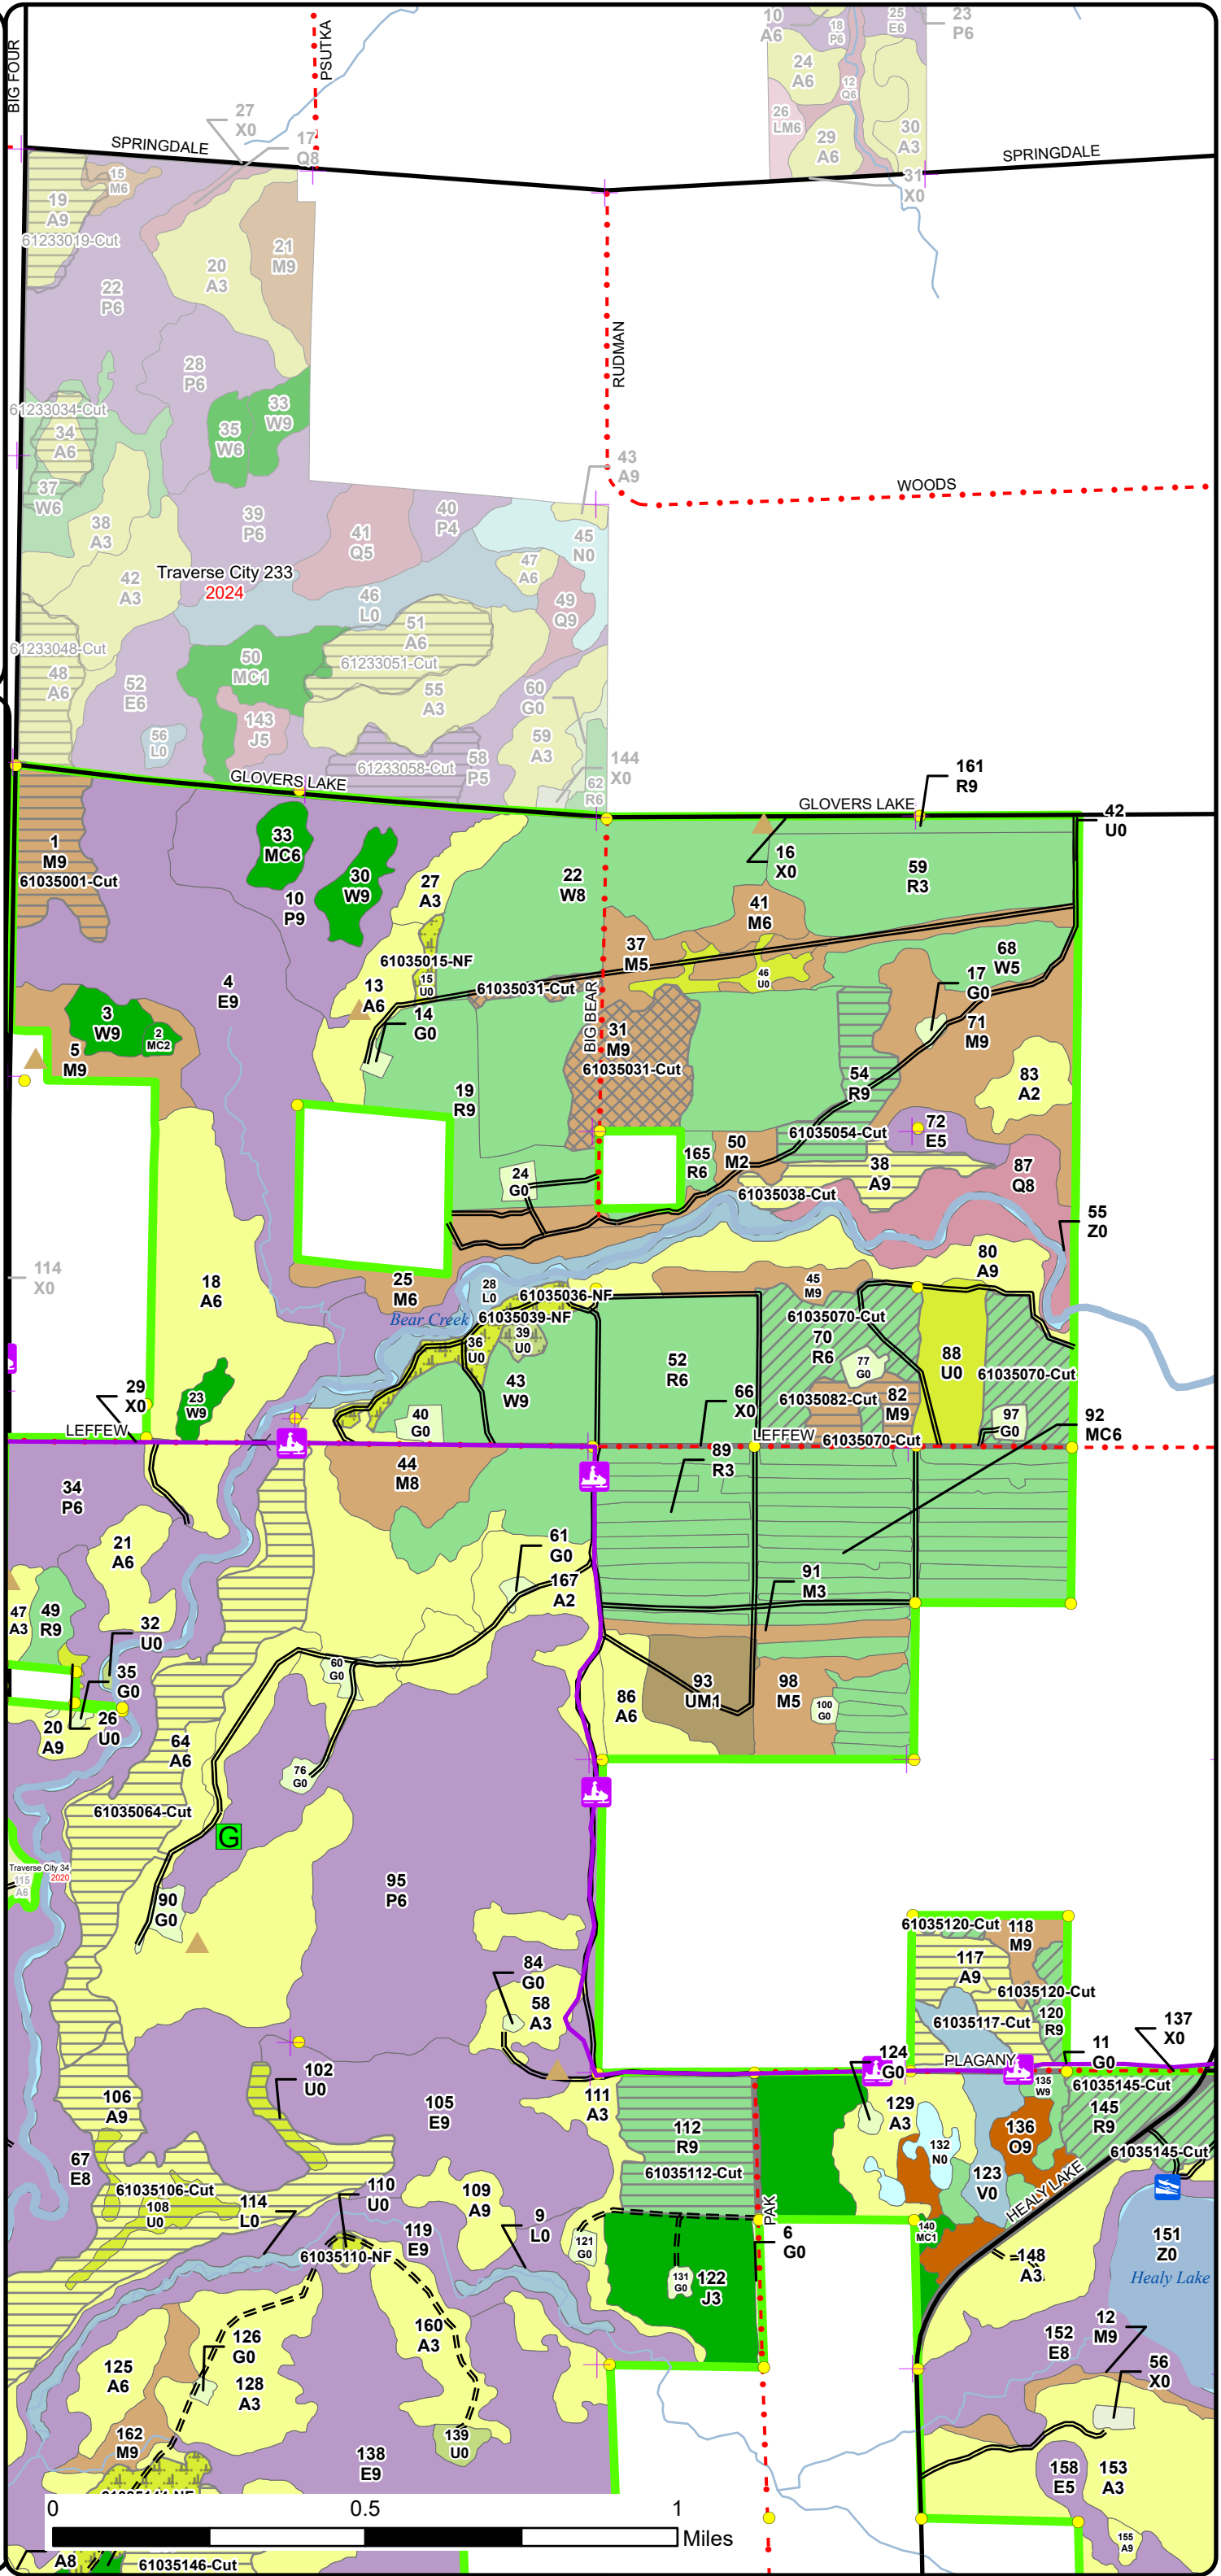 BIG FOUR
PSUTKA
10
A6
18
P6
25
E6
23
P6
24
A6
12
Q6
27
X0
26
LM6
29
A6
30
A3
17
Q8
SPRINGDALE
SPRINGDALE
31
X0
15
M6
19
A9
61233019-Cut
21
M9
20
A3
22
P6
RUDMAN
28
P6
61233034-Cut
33
W9
35
W6
34
A6
43
A9
37
W6
WOODS
38
A3
39
P6
40
P4
41
Q5
45
N0
47
A6
Traverse City 233
2024
42
A3
46
L0
49
Q9
51
A6
61233048-Cut
61233051-Cut
50
MC1
48
A6
52
E6
55
A3
60
G0
143
J5
56
L0
59
A3
61233058-Cut
58
P5
144
X0
62
R6
GLOVERS LAKE
GLOVERS LAKE
161
R9
42
U0
1
M9
61035001-Cut
33
MC6
16
X0
30
W9
27
A3
22
W8
59
R3
10
P9
41
M6
37
M5
68
W5
61035015-NF
15
U0
46
U0
17
G0
4
E9
13
A6
61035031-Cut
BIG BEAR
3
W9
2
MC2
14
G0
31
M9
61035031-Cut
71
M9
5
M9
54
R9
83
A2
19
R9
72
E5
61035054-Cut
50
M2
165
R6
38
A9
87
Q8
24
G0
61035038-Cut
55
Z0
114
X0
18
A6
80
A9
25
M6
28
L0
61035036-NF
45
M9
Bear Creek
61035039-NF
61035070-Cut
36
U0
39
U0
70
R6
52
R6
77
G0
88
U0
61035070-Cut
43
W9
29
X0
23
W9
66
X0
61035082-Cut
82
M9
40
G0
97
G0
92
MC6
LEFFEW
LEFFEW
61035070-Cut
89
R3
44
M8
34
P6
21
A6
61
G0
91
M3
167
A2
47
A3
49
R9
32
U0
60
G0
35
G0
93
UM1
98
M5
86
A6
100
G0
26
U0
20
A9
64
A6
76
G0
61035064-Cut
G
Traverse City 34
2020
115
A6
95
P6
90
G0
61035120-Cut
118
M9
117
A9
84
G0
61035120-Cut
58
A3
61035117-Cut
120
R9
137
X0
124
G0
PLAGANY
11
G0
102
U0
135
W9
61035145-Cut
106
A9
105
E9
111
A3
129
A3
145
R9
112
R9
136
O9
132
N0
61035145-Cut
67
E8
61035112-Cut
123
V0
61035106-Cut
110
U0
109
A9
HEALY LAKE
108
U0
114
L0
PAK
9
L0
119
E9
140
MC1
151
Z0
61035110-NF
121
G0
6
G0
148
A3
Healy Lake
131
G0
122
J3
126
G0
160
A3
12
M9
152
E8
125
A6
128
A3
56
X0
162
M9
139
U0
138
E9
158
E5
153
A3
0
0.5
1
Miles
155
A9
A8
61035146-Cut